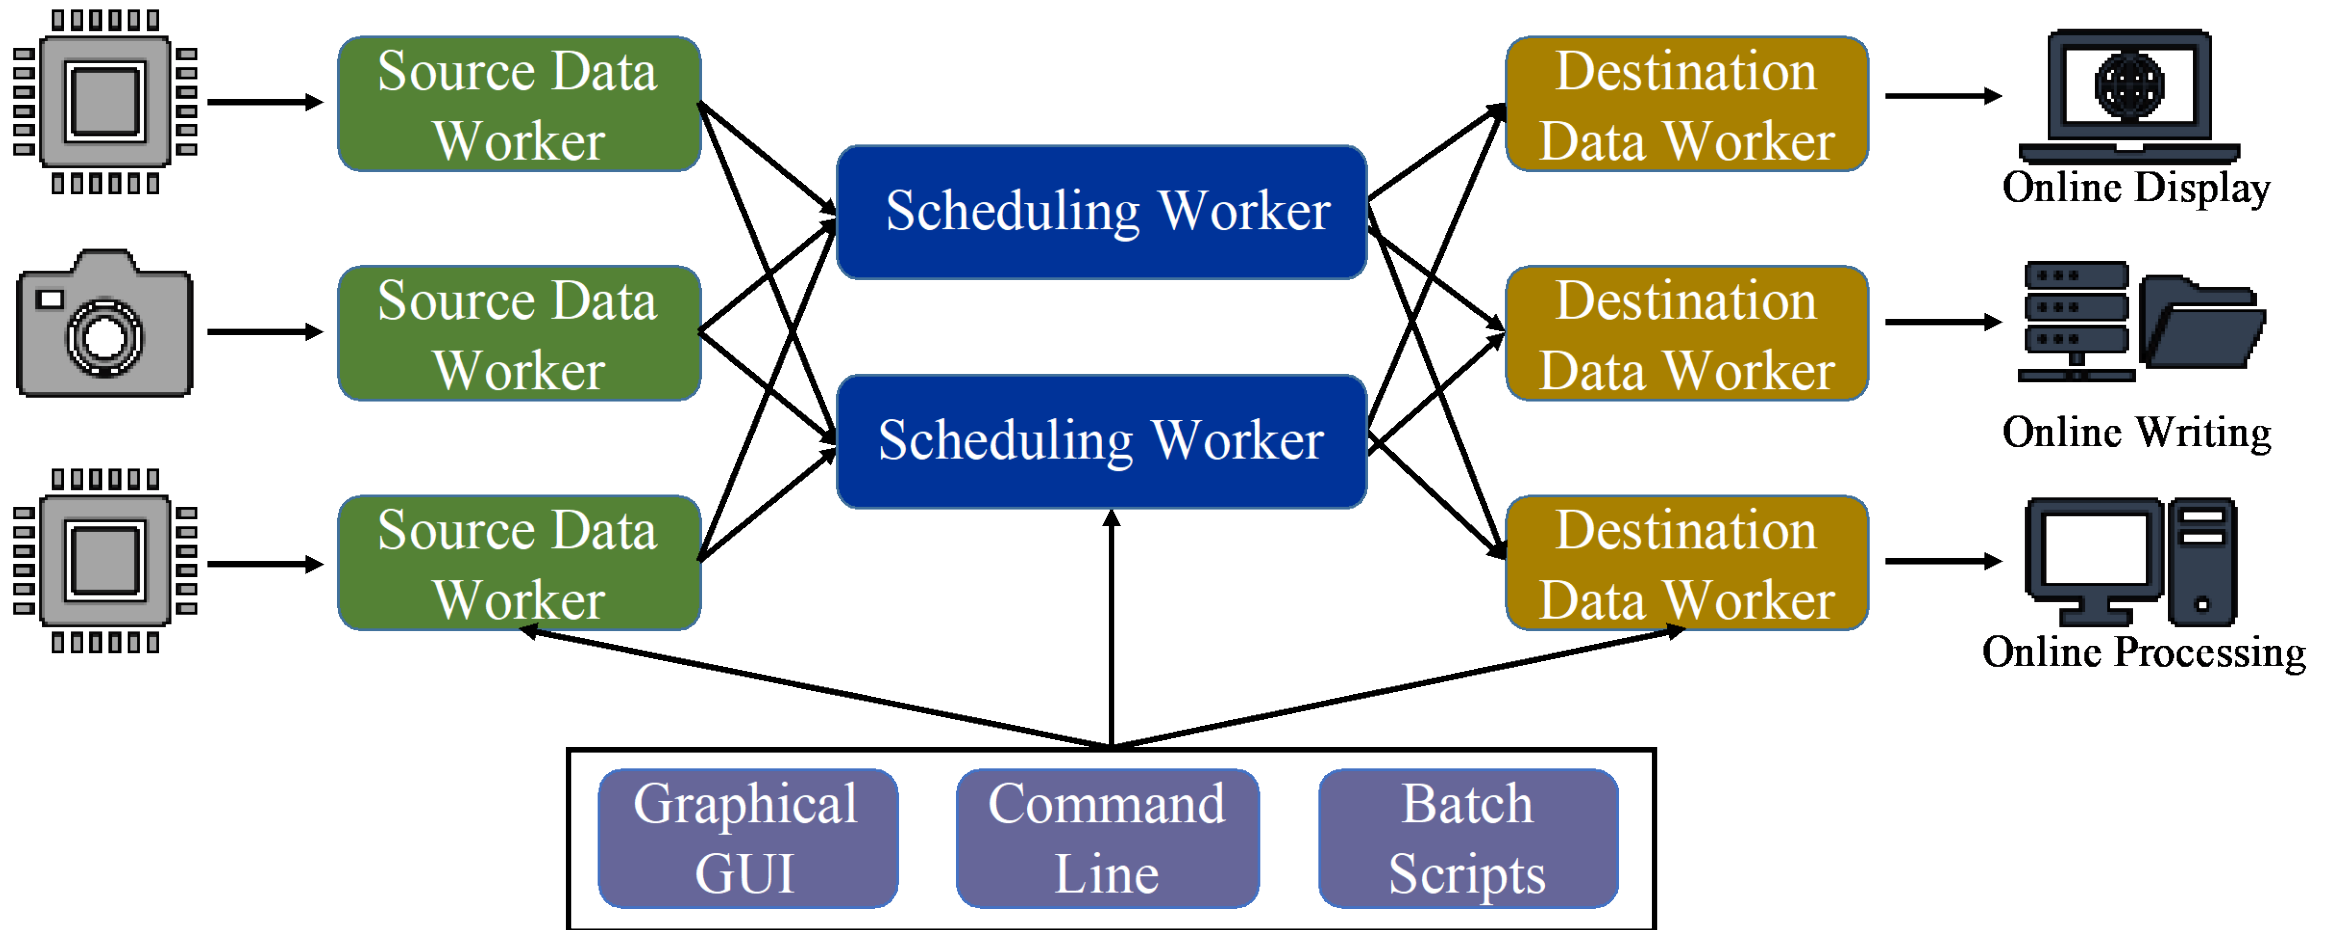 Source Data
Worker
Source Data
Worker
Source Data
Worker
Scheduling Worker
Scheduling Worker
Destination
Data Worker
Destination
Data Worker
Destination
Data Worker
Online Display
Online Writing
Online Processing
Graphical
GUI
Command
Line
Batch
Scripts